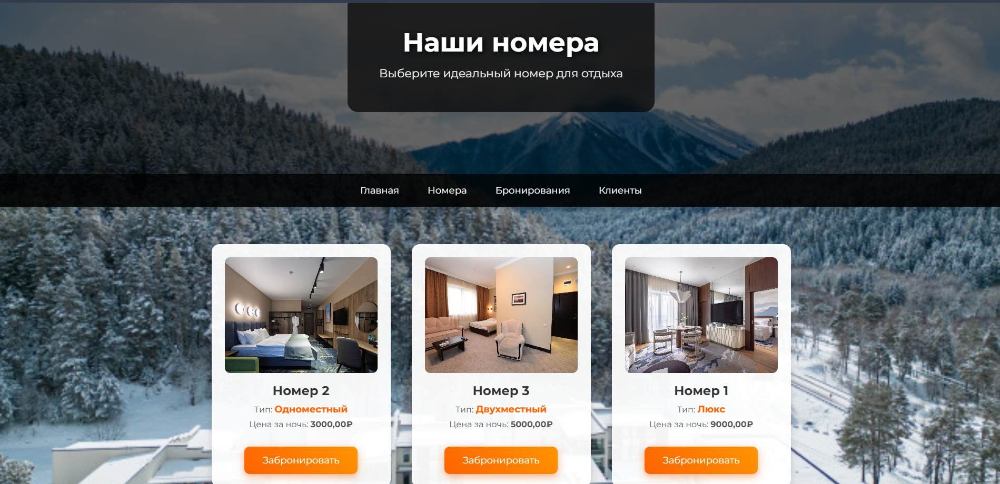 Наши номера
Выберите идеальный номер для отдыха
Главная Номера Бронирования Клиенты
Номер 2
Тип: Одноместный
Цена за ночь: 3000,00₽
Забронировать
Номер 3
Тип: Двухместный
Цена за ночь: 5000,00₽
Забронировать
Номер 1
Тип: Люкс
Цена за ночь: 9000,00₽
Забронировать